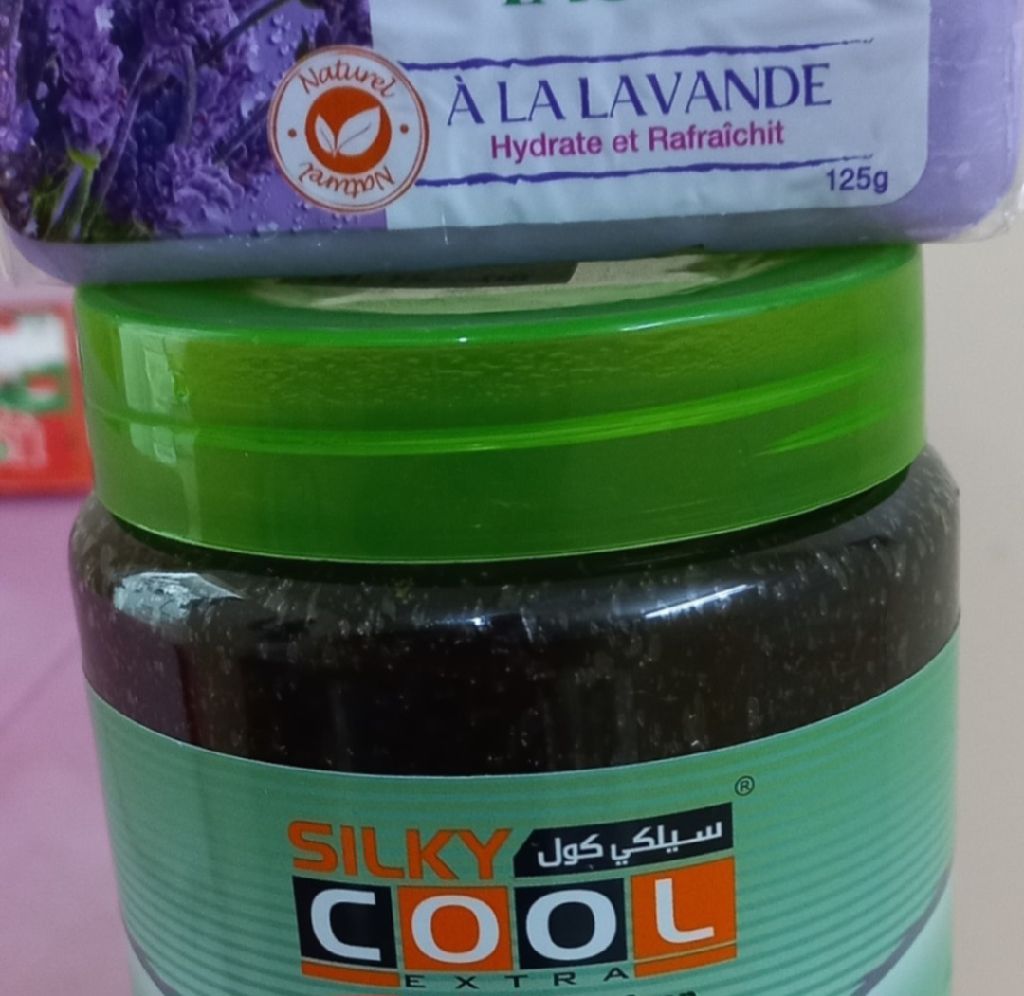 Naturel
À LA LAVANDE
Hydrate et Rafraîchit
Naturel
125g
®
SILKY سيلكي كول
COOL
EXTRA